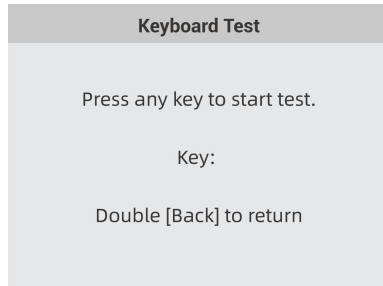 Keyboard Test
Press any key to start test.
Key:
Double [Back] to return